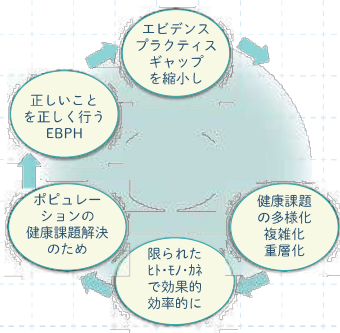 エビデンス
プラクティス
ギャップ
を縮小し
正しいこと
を正しく行う
EBPH
ポピュレー
ションの
健康課題解決
のため
健康課題
の多様化
複雑化
重層化
限られた
ﾋﾄ・ﾓﾉ・ｶﾈ
で効果的
効率的に